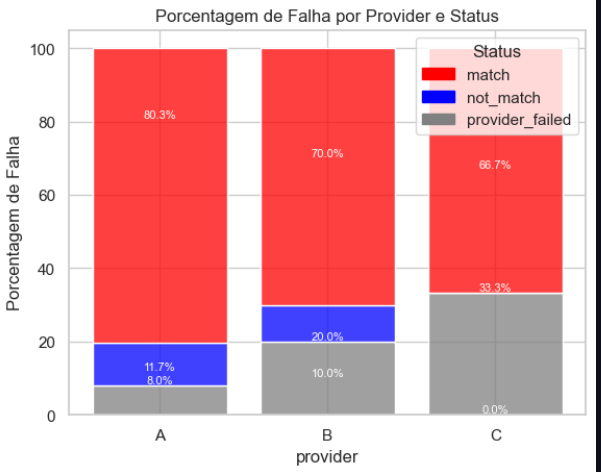 Porcentagem de Falha por Provider e Status
Porcentagem de Falha
100
80
60
40
20
0
Status
match
not_match
provider_failed
80.3%
11.7%
8.0%
70.0%
20.0%
10.0%
66.7%
33.3%
0.0%
A
B
C
provider